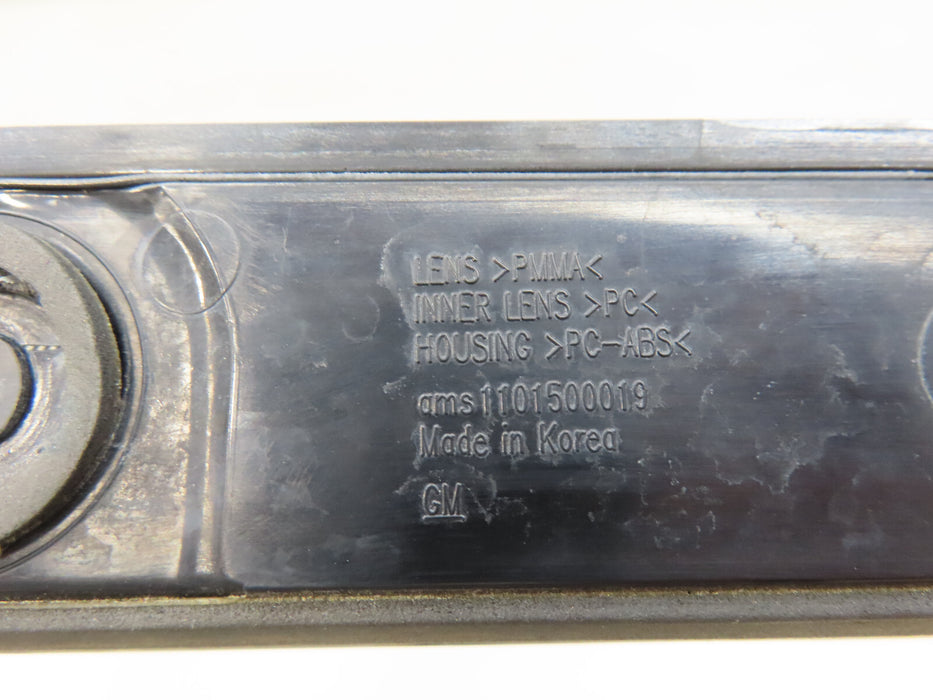 LENS >PMMA<
INNER LENS >PC<
HOUSING >PC-ABS<
ams1101500019
Made in Korea
GM